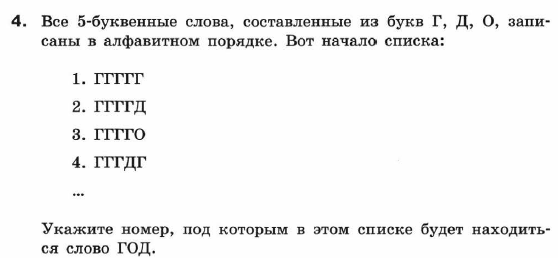 4. Все 5-буквенные слова, составленные из букв Г, Д, О, запи-
саны в алфавитном порядке. Вот начало списка:
1. ГГГГГ
2. ГГГГД
3. ГГГГО
4. ГГГДГ
...
Укажите номер, под которым в этом списке будет находить-
ся слово ГОД.